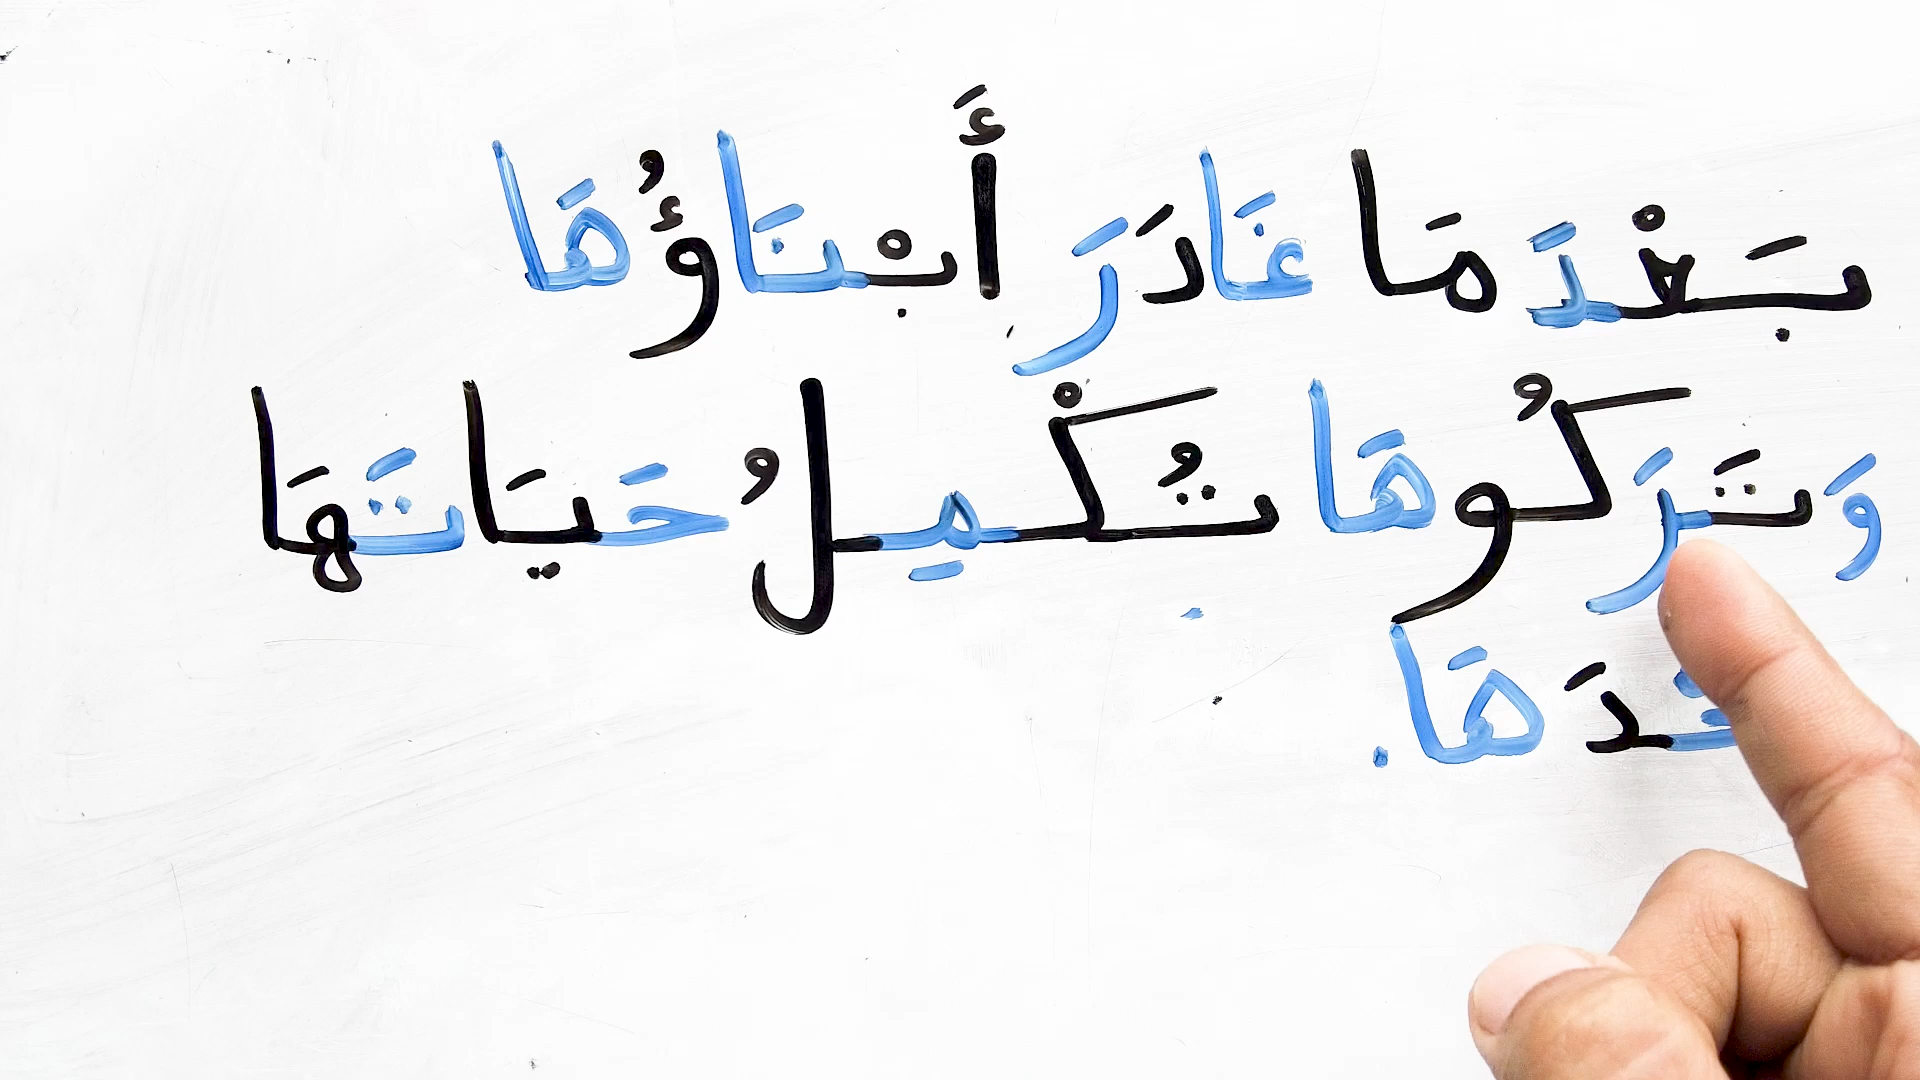 بَعْدَ مَا غَادَرَ أَبْنَاؤُهَا
وَتَرَكُوهَا تُكْمِلُ حَيَاتَهَا